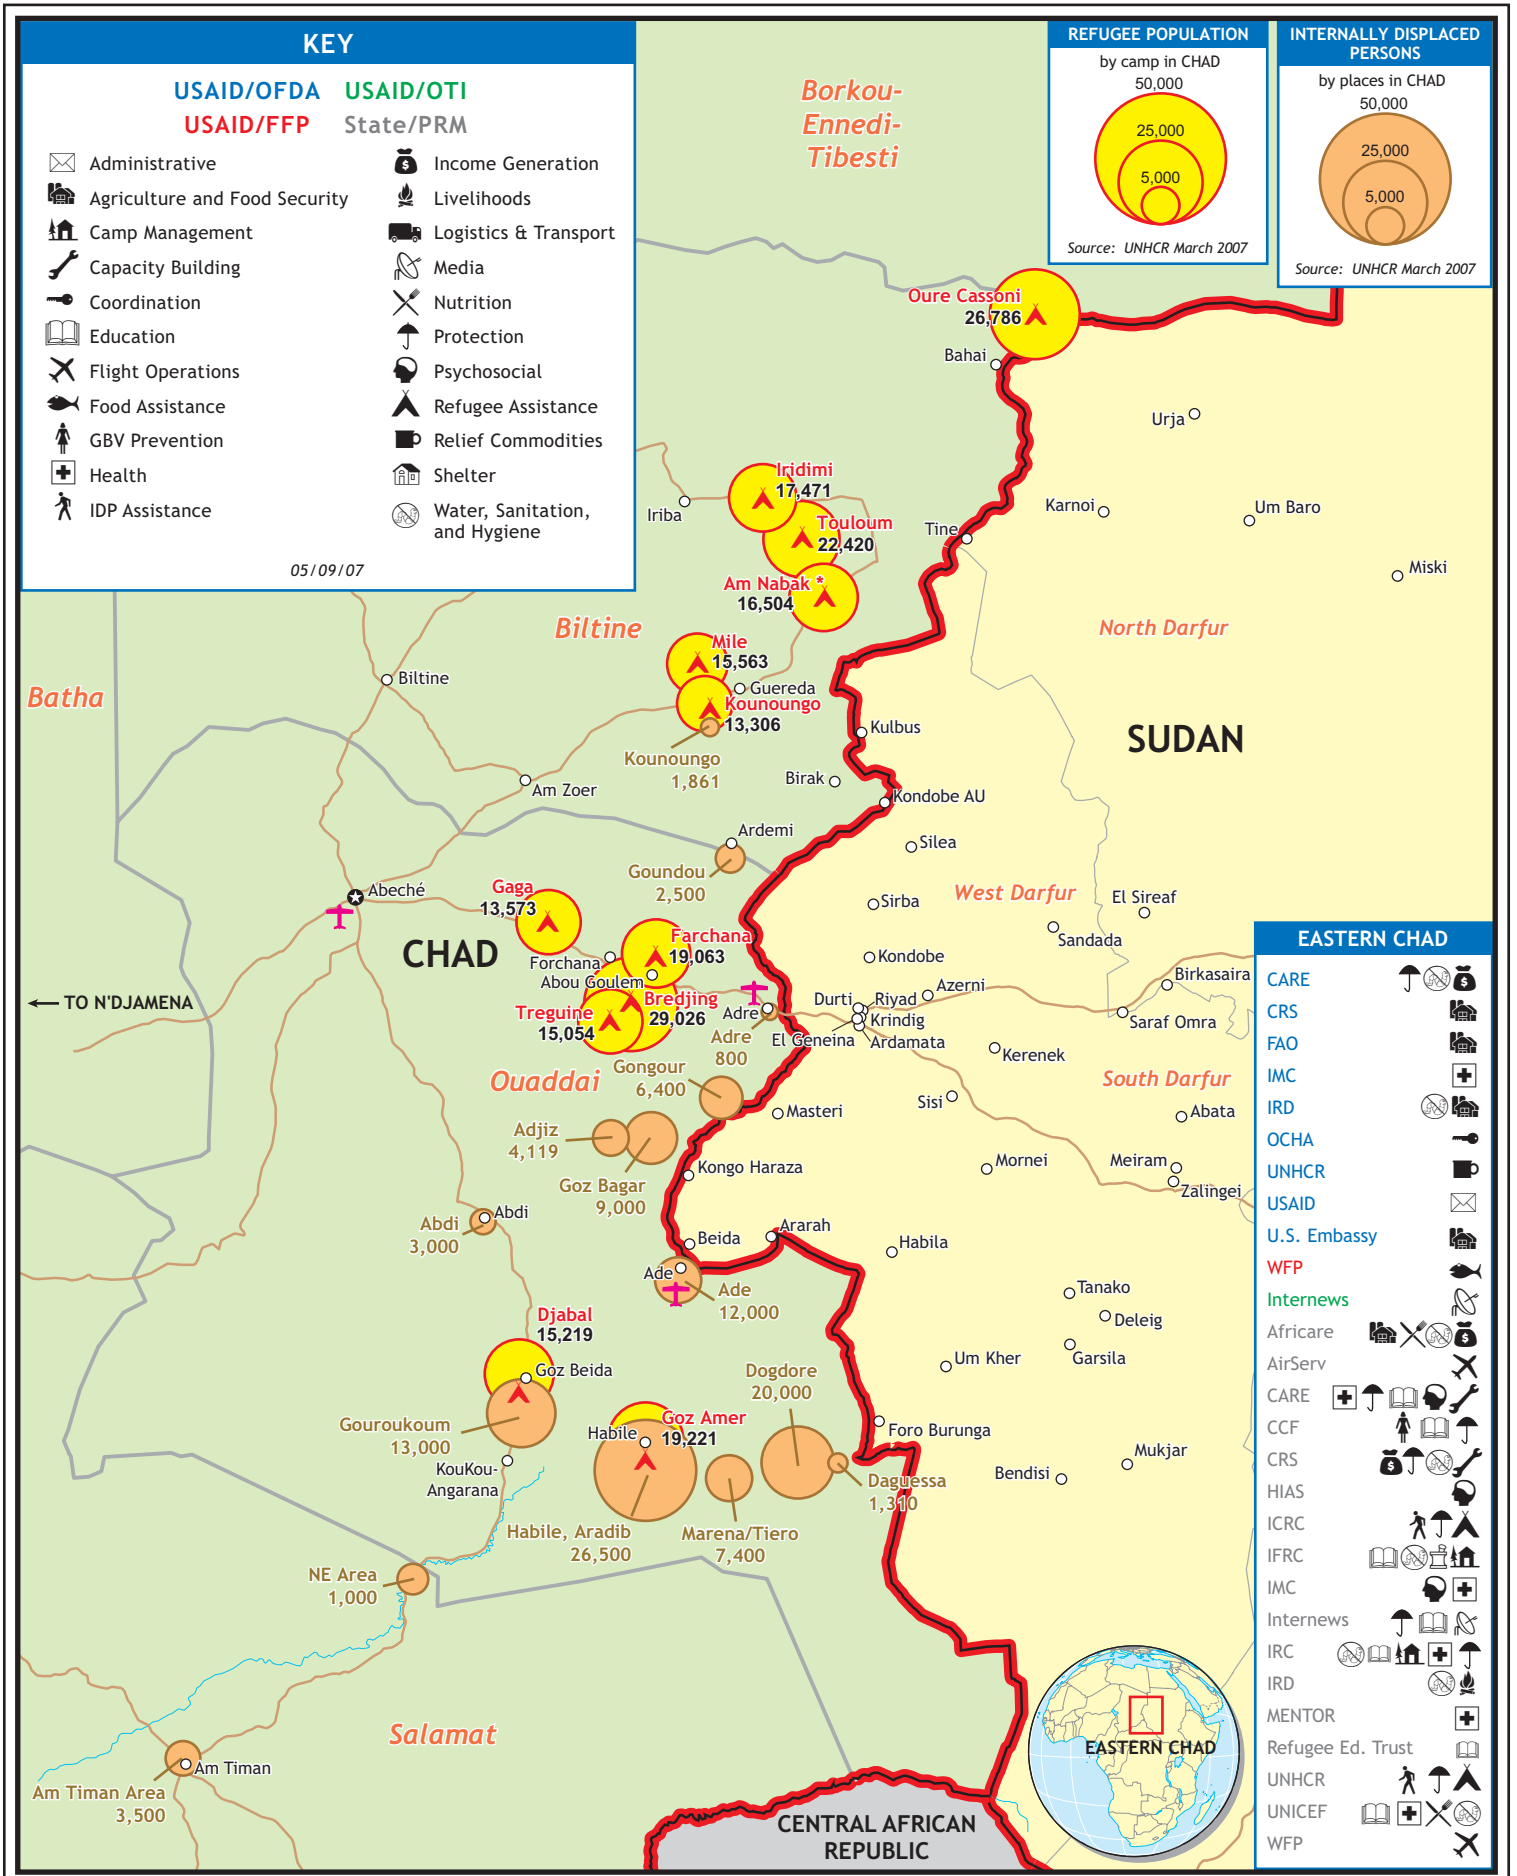 KEY
USAID/OFDA USAID/OTI
USAID/FFP State/PRM
Administrative
Agriculture and Food Security
Camp Management
Capacity Building
Coordination
Education
Flight Operations
Food Assistance
GBV Prevention
Health
IDP Assistance
Income Generation
Livelihoods
Logistics & Transport
Media
Nutrition
Protection
Psychosocial
Refugee Assistance
Relief Commodities
Shelter
Water, Sanitation,
and Hygiene
05/09/07
REFUGEE POPULATION
by camp in CHAD
50,000
25,000
5,000
Source: UNHCR March 2007
INTERNALLY DISPLACED
PERSONS
by places in CHAD
50,000
25,000
5,000
Source: UNHCR March 2007
Borkou-
Ennedi-
Tibesti
Oure Cassoni
26,786
Bahai
Urja
Iridimi
17,471
Iriba
Touloum
22,420
Karnoi
Um Baro
Tine
Miski
Am Nabak *
16,504
Biltine
North Darfur
Mile
15,563
Biltine
Batha
Guereda
Kounoungo
13,306
Kounoungo
1,861
Kulbus
SUDAN
Birak
Am Zoer
Kondobe AU
Ardemi
Silea
Goundou
2,500
Abeché
Gaga
13,573
Sirba
West Darfur
El Sireaf
Sandada
CHAD
Farchana
19,063
Forchana
Abou Goulem
Kondobe
Birkasaira
TO N'DJAMENA
Bredjing
29,026
Treguine
15,054
Adre
Adre
800
Durti
Riyad
Azerni
Krindig
El Geneina
Ardamata
Saraf Omra
Kerenek
Ouaddai
Gongour
6,400
South Darfur
Sisi
Masteri
Abata
Adjiz
4,119
Goz Bagar
9,000
Kongo Haraza
Mornei
Meiram
Zalingei
Abdi
Abdi
3,000
Beida
Ararah
Habila
Ade
Ade
12,000
Tanako
Deleig
Garsila
Um Kher
Djabal
15,219
Goz Beida
Gouroukoum
13,000
KouKou-
Angarana
Dogdore
20,000
Goz Amer
19,221
Habile
Foro Burunga
Daguessa
1,310
Bendisi
Mukjar
Habile, Aradib
26,500
Marena/Tiero
7,400
NE Area
1,000
Salamat
Am Timan
Am Timan Area
3,500
CENTRAL AFRICAN
REPUBLIC
EASTERN CHAD
EASTERN CHAD
CARE
CRS
FAO
IMC
IRD
OCHA
UNHCR
USAID
U.S. Embassy
WFP
Internews
Africare
AirServ
CARE
CCF
CRS
HIAS
ICRC
IFRC
IMC
Internews
IRC
IRD
MENTOR
Refugee Ed. Trust
UNHCR
UNICEF
WFP